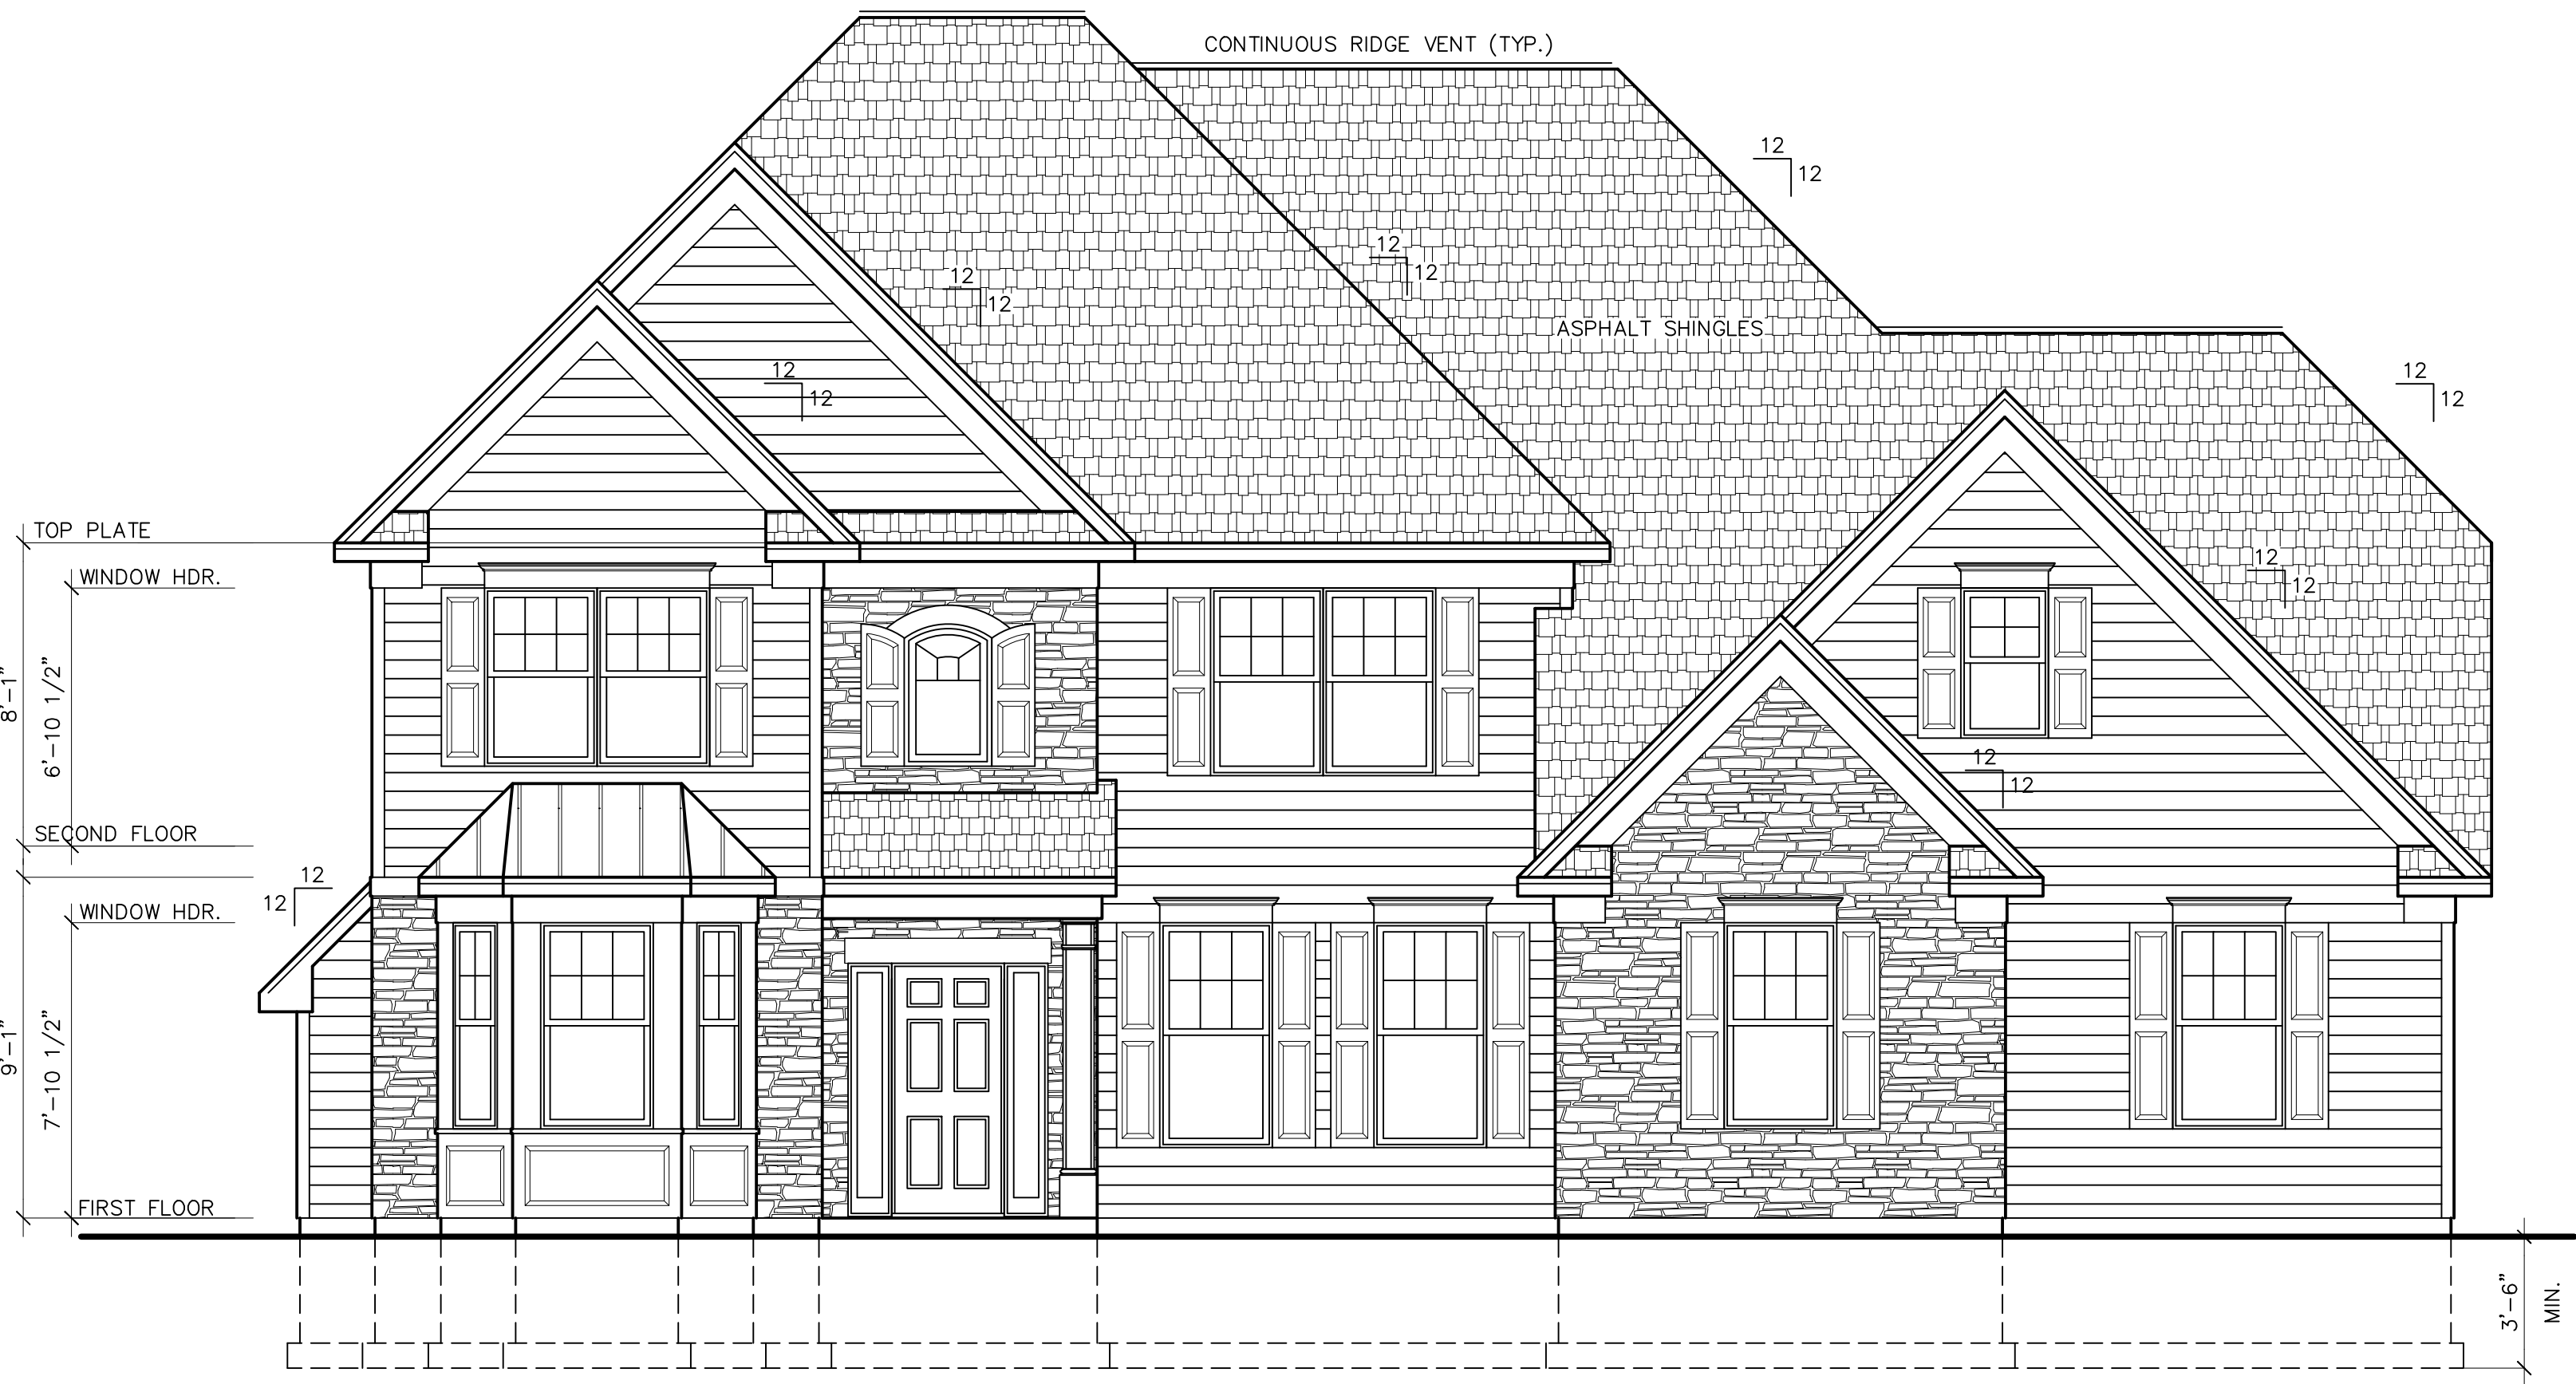 CONTINUOUS RIDGE VENT (TYP.)
12
12
12
12
12
12
ASPHALT SHINGLES
12
12
12
12
TOP PLATE
WINDOW HDR.
12
12
8'-1"
6'-10 1/2"
12
12
SECOND FLOOR
12
12
WINDOW HDR.
9'-1"
7'-10 1/2"
FIRST FLOOR
3'-6"
MIN.